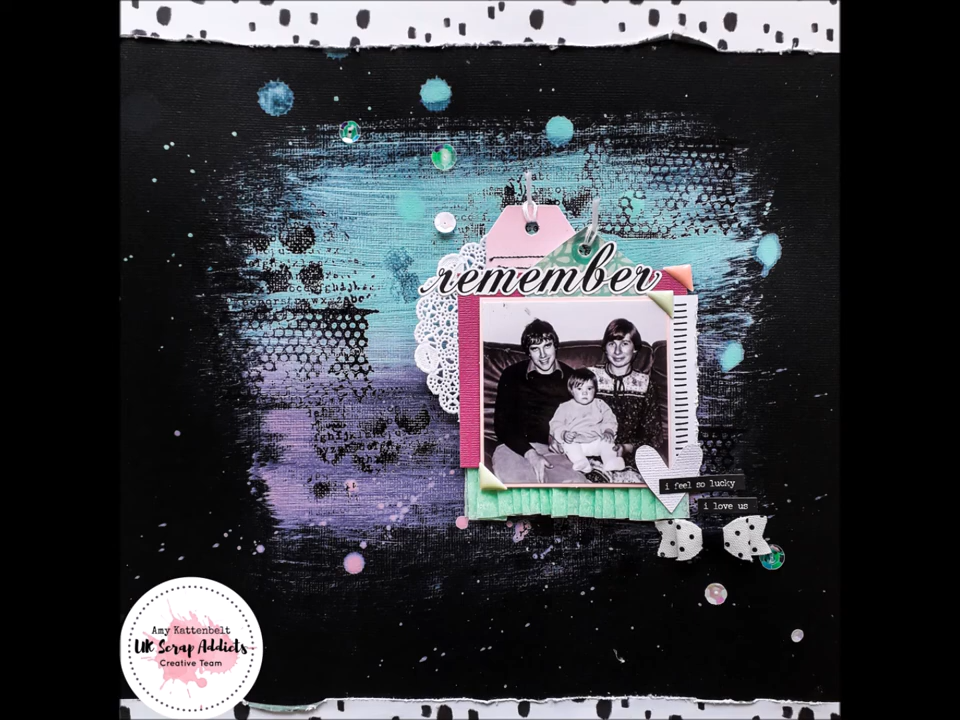 remember
i feel so lucky
i love us
Amy Kattenbelt
UK Scrap Addicts
Creative Team